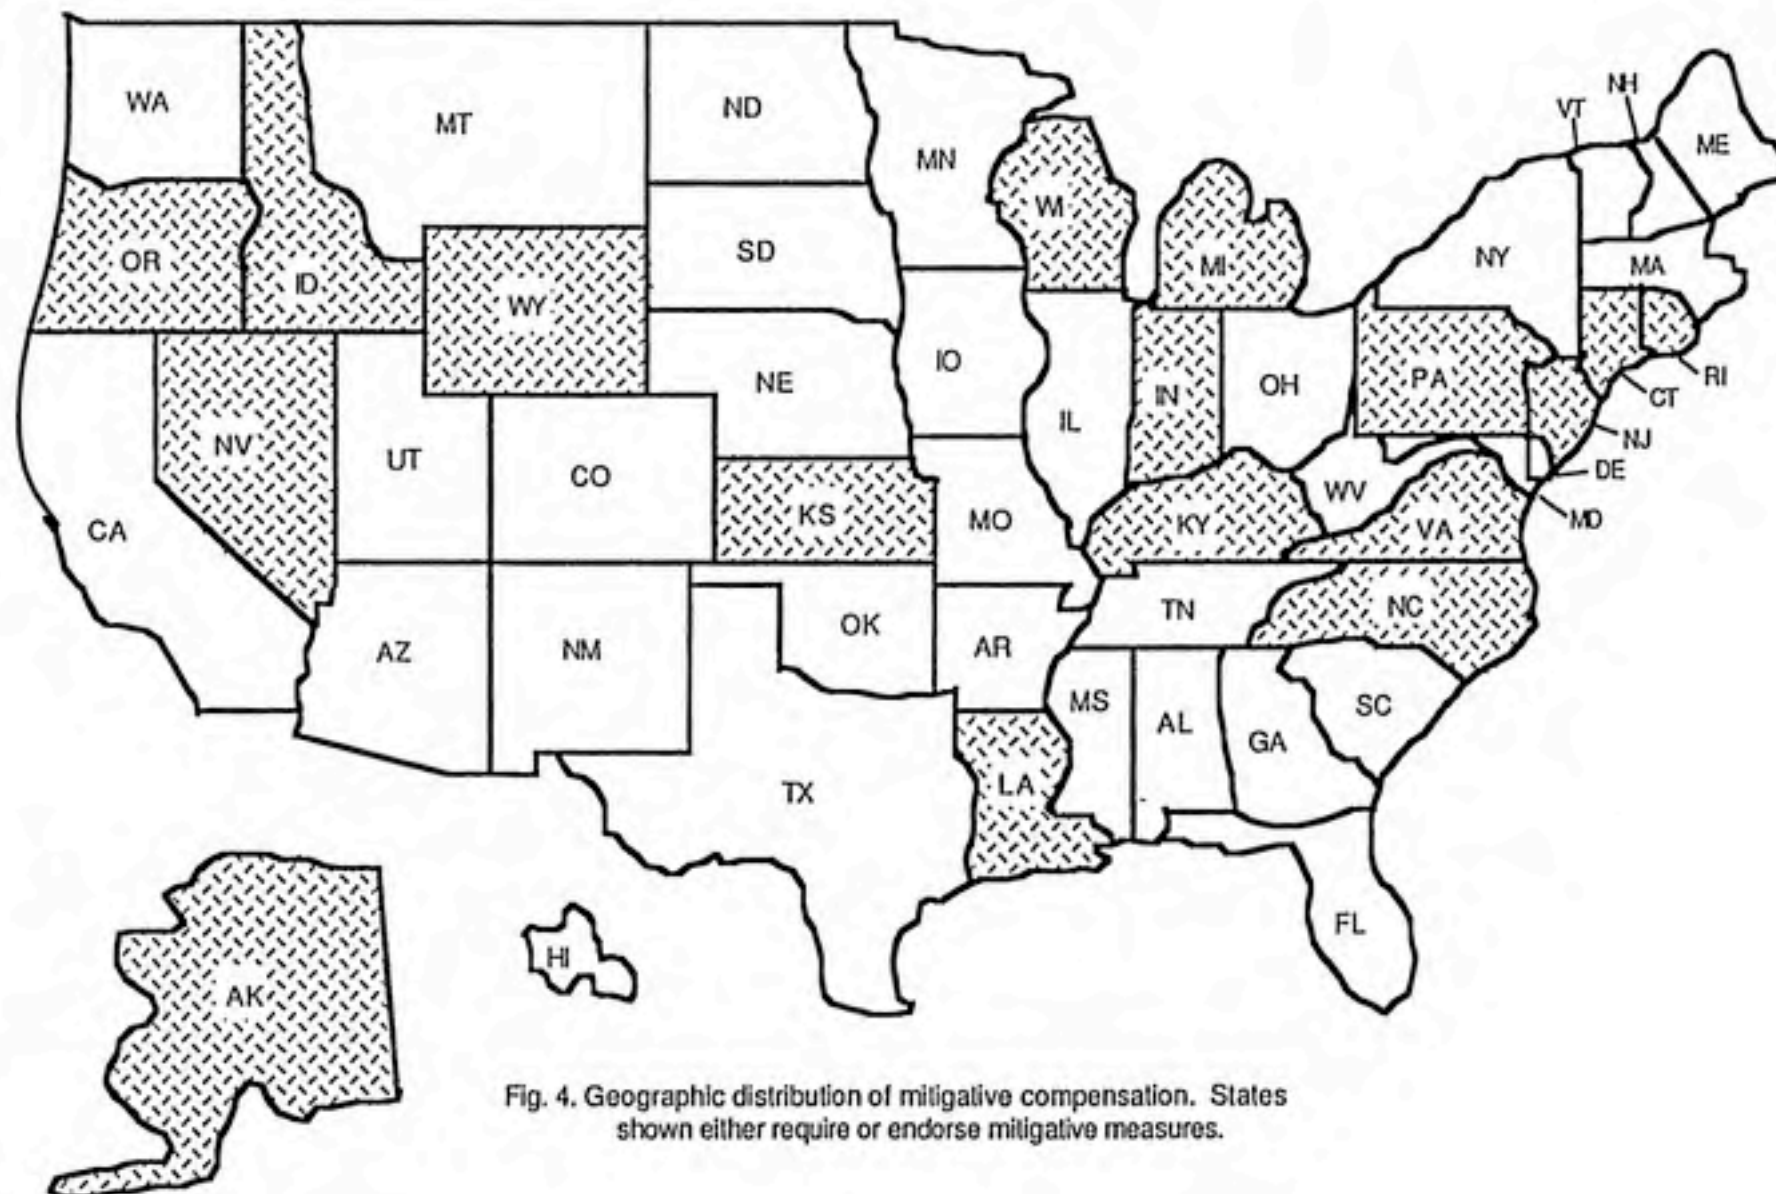 NH
VT
WA
MT
ND
MN
ME
WI
OR
ID
WY
SD
MI
NY
MA
NE
IO
IL
IN
OH
PA
RI
CT
NJ
DE
MD
NV
UT
CO
KS
MO
KY
WV
VA
CA
AZ
NM
OK
AR
TN
NC
MS
AL
GA
SC
TX
LA
FL
AK
HI
Fig. 4. Geographic distribution of mitigative compensation. States
shown either require or endorse mitigative measures.